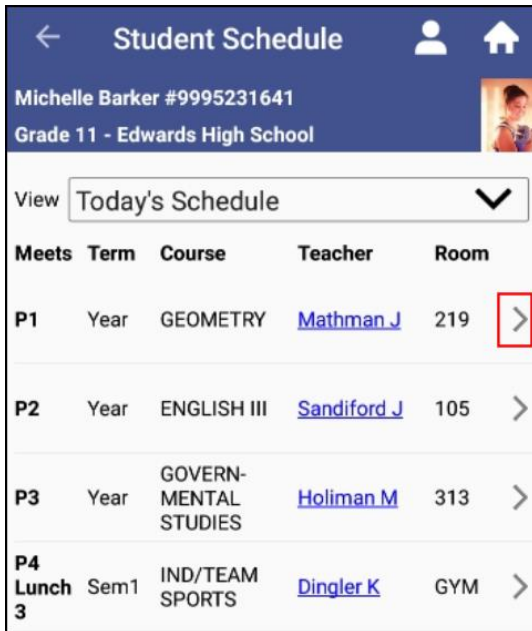 Student Schedule
Michelle Barker #9995231641
Grade 11 - Edwards High School
View Today's Schedule
Meets Term Course Teacher Room
P1 Year GEOMETRY Mathman J 219
P2 Year ENGLISH III Sandiford J 105
P3 Year GOVERN-
MENTAL
STUDIES Holiman M 313
P4
Lunch
3 Sem1 IND/TEAM
SPORTS Dingler K GYM